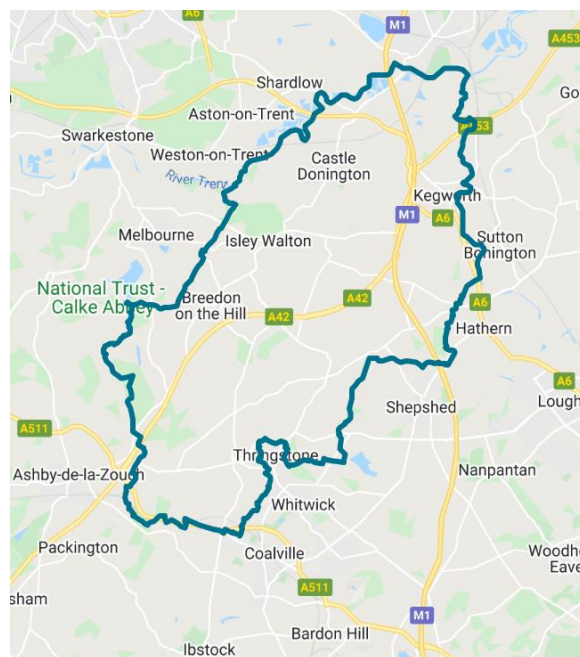 A6
M1
A453
Shardlow
Go
Aston-on-Trent
Swarkestone
A453
Weston-on-Trent
Castle
Donington
River Trent
Kegworth
M1
A6
Melbourne
Isley Walton
Sutton
Bonington
National Trust -
Calke Abbey
Breedon
on the Hill
A42
A42
A6
Hathern
A6
Shepshed
Lough
A511
Thringstone
Ashby-de-la-Zouch
Nanpantan
Whitwick
Packington
Coalville
Woodh
Eave
A511
sham
M1
Bardon Hill
Ibstock